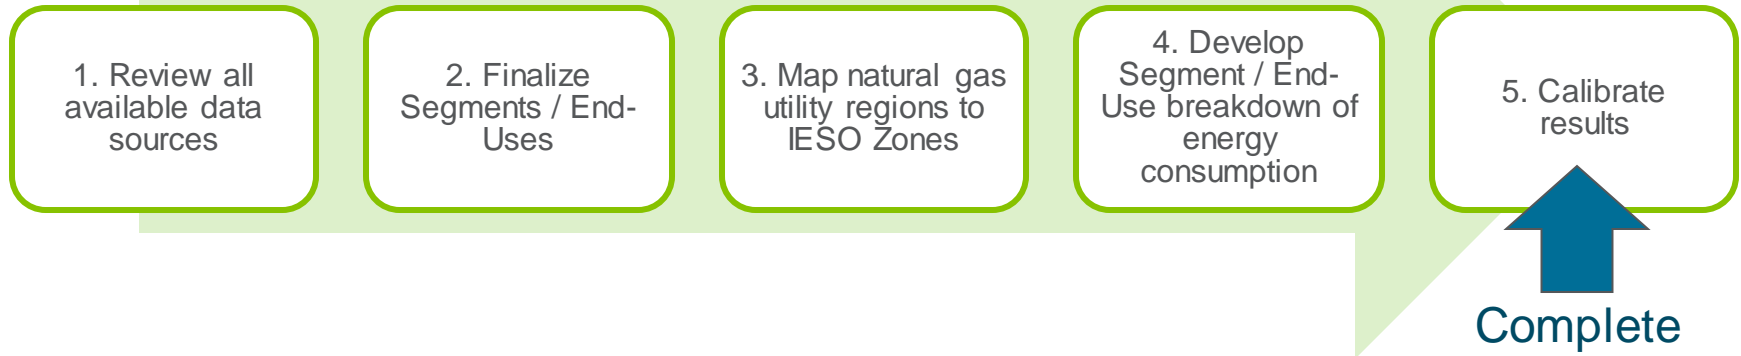 1. Review all
available data
sources
2. Finalize
Segments / End-
Uses
3. Map natural gas
utility regions to
IESO Zones
4. Develop
Segment / End-
Use breakdown of
energy
consumption
5. Calibrate
results
Complete